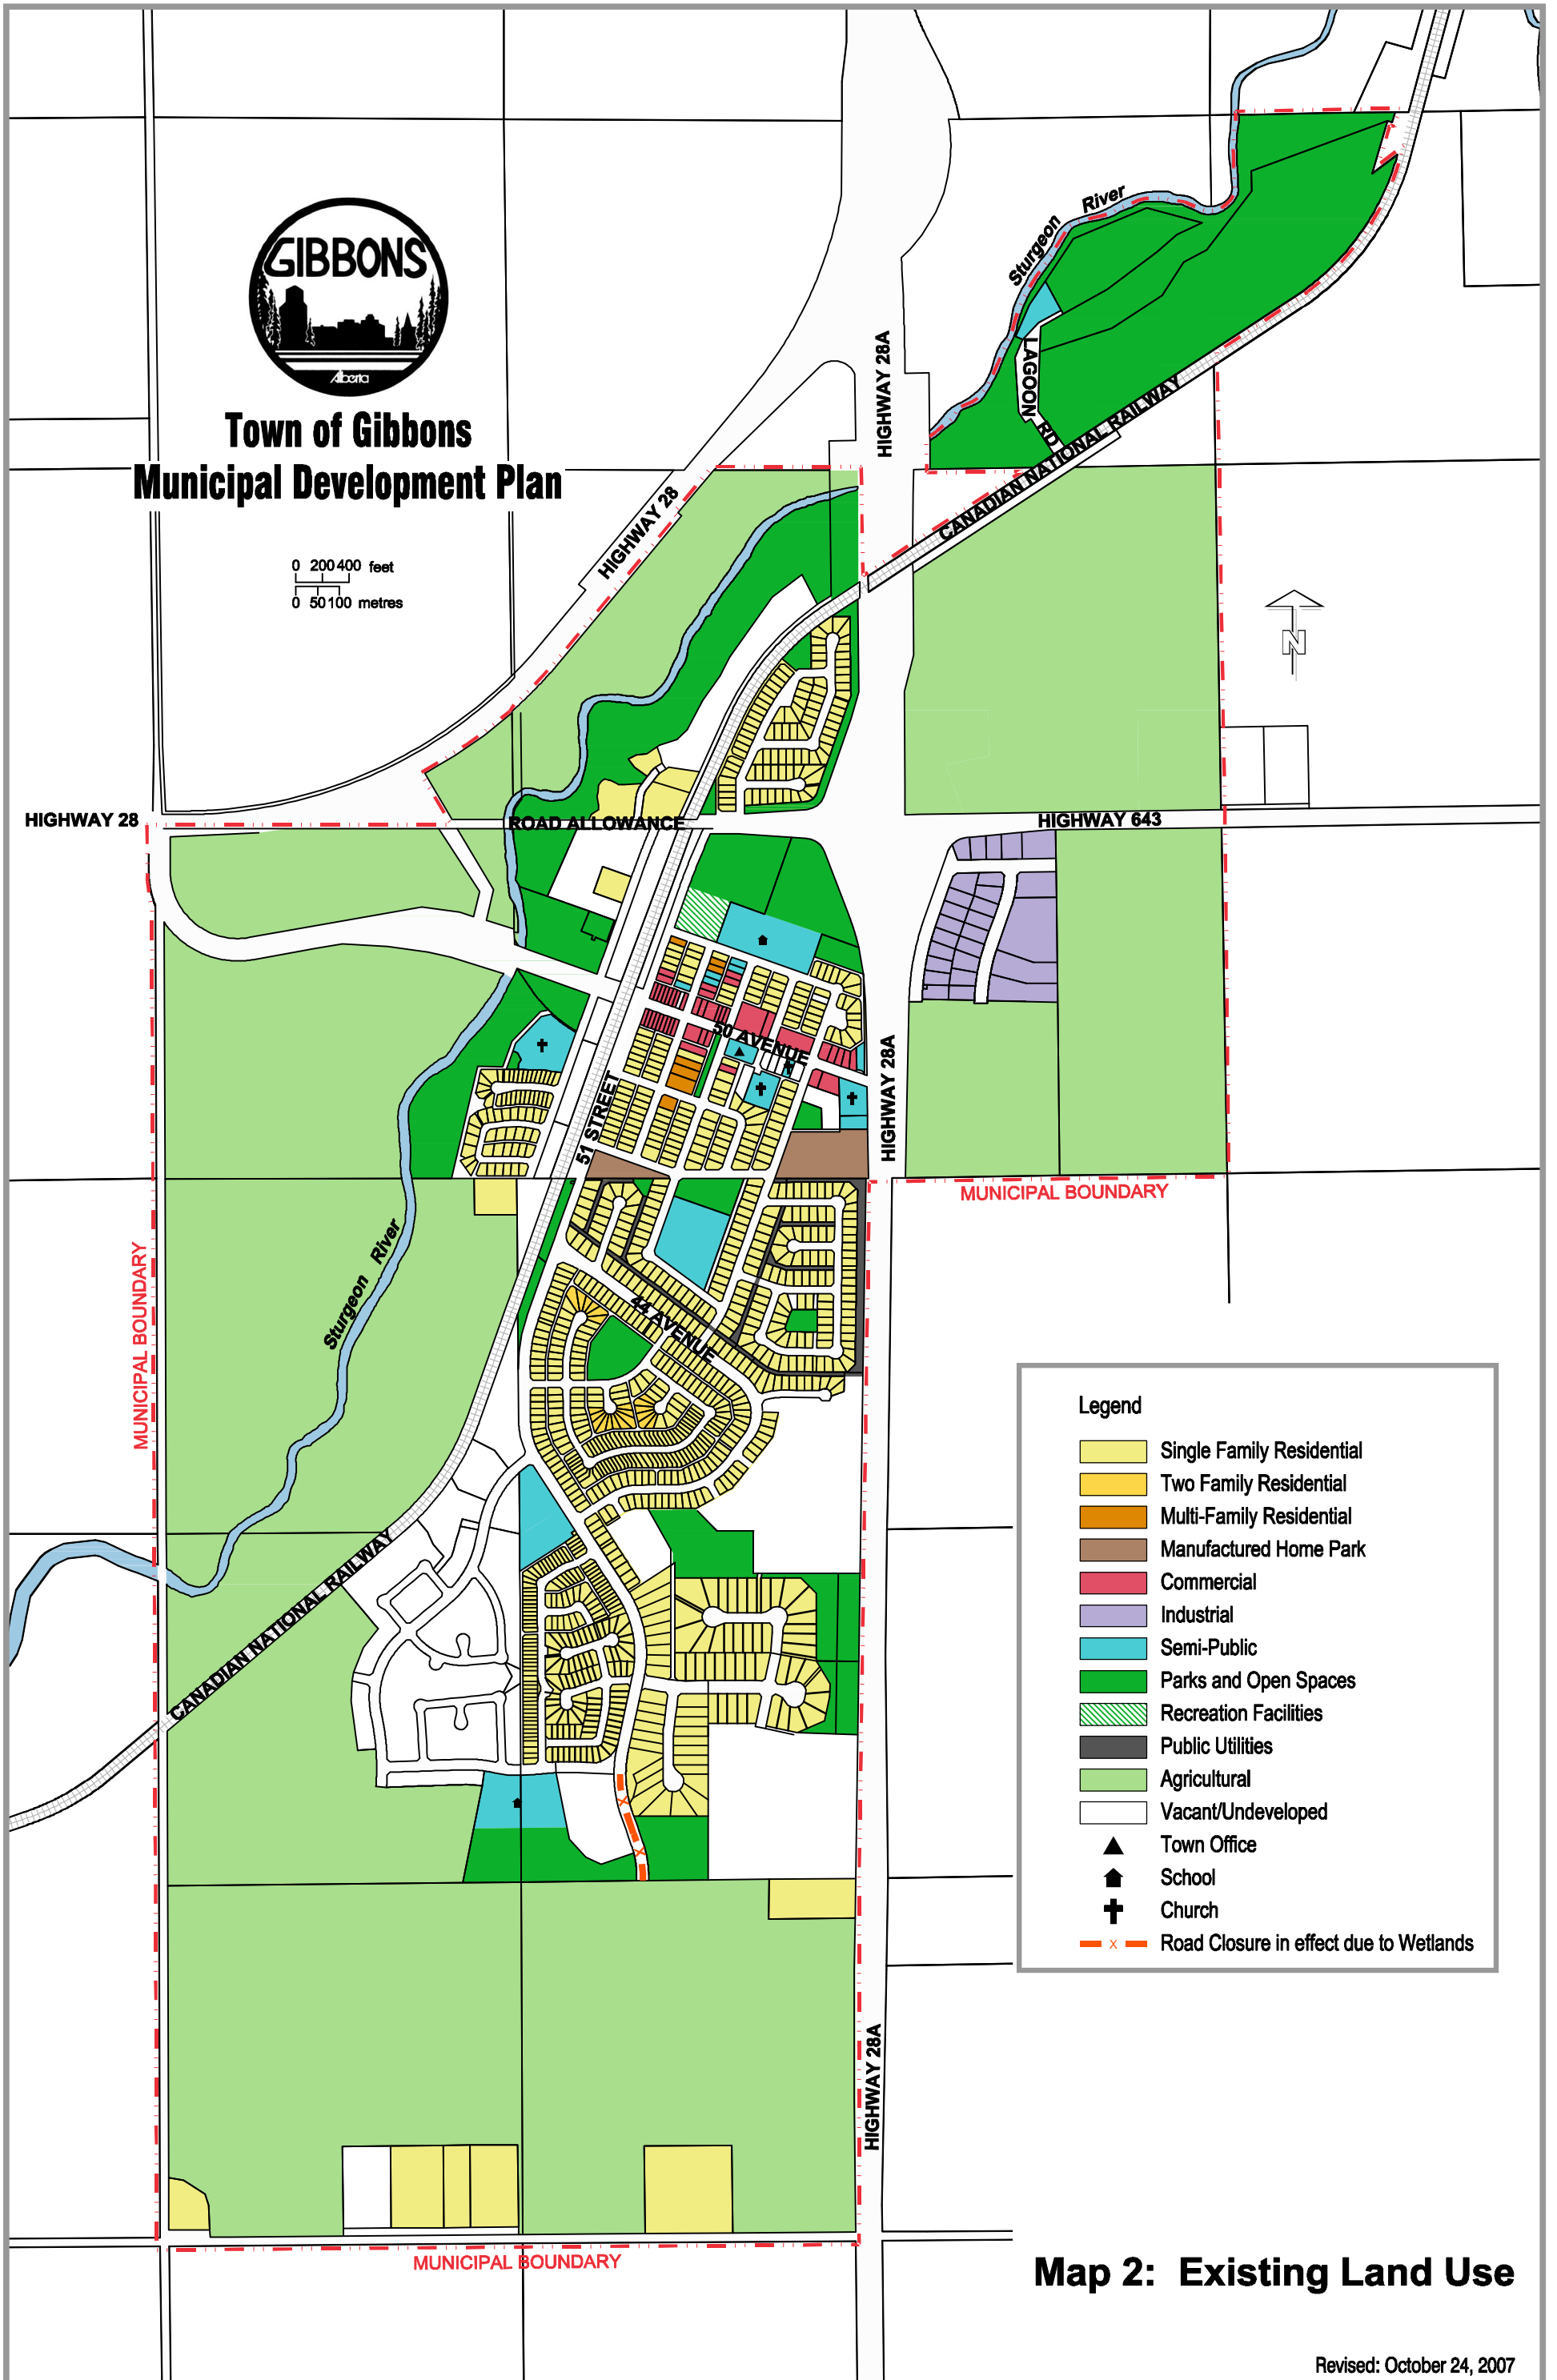 GIBBONS
Alberta
Town of Gibbons
Municipal Development Plan
0 200 400 feet
0 50 100 metres
Sturgeon River
LAGOON RD
HIGHWAY 28A
CANADIAN NATIONAL RAILWAY
HIGHWAY 28
N
HIGHWAY 28
ROAD ALLOWANCE
HIGHWAY 643
50 AVENUE
51 STREET
HIGHWAY 28A
MUNICIPAL BOUNDARY
MUNICIPAL BOUNDARY
Sturgeon River
44 AVENUE
CANADIAN NATIONAL RAILWAY
Legend
Single Family Residential
Two Family Residential
Multi-Family Residential
Manufactured Home Park
Commercial
Industrial
Semi-Public
Parks and Open Spaces
Recreation Facilities
Public Utilities
Agricultural
Vacant/Undeveloped
Town Office
School
Church
x Road Closure in effect due to Wetlands
HIGHWAY 28A
MUNICIPAL BOUNDARY
Map 2: Existing Land Use
Revised: October 24, 2007